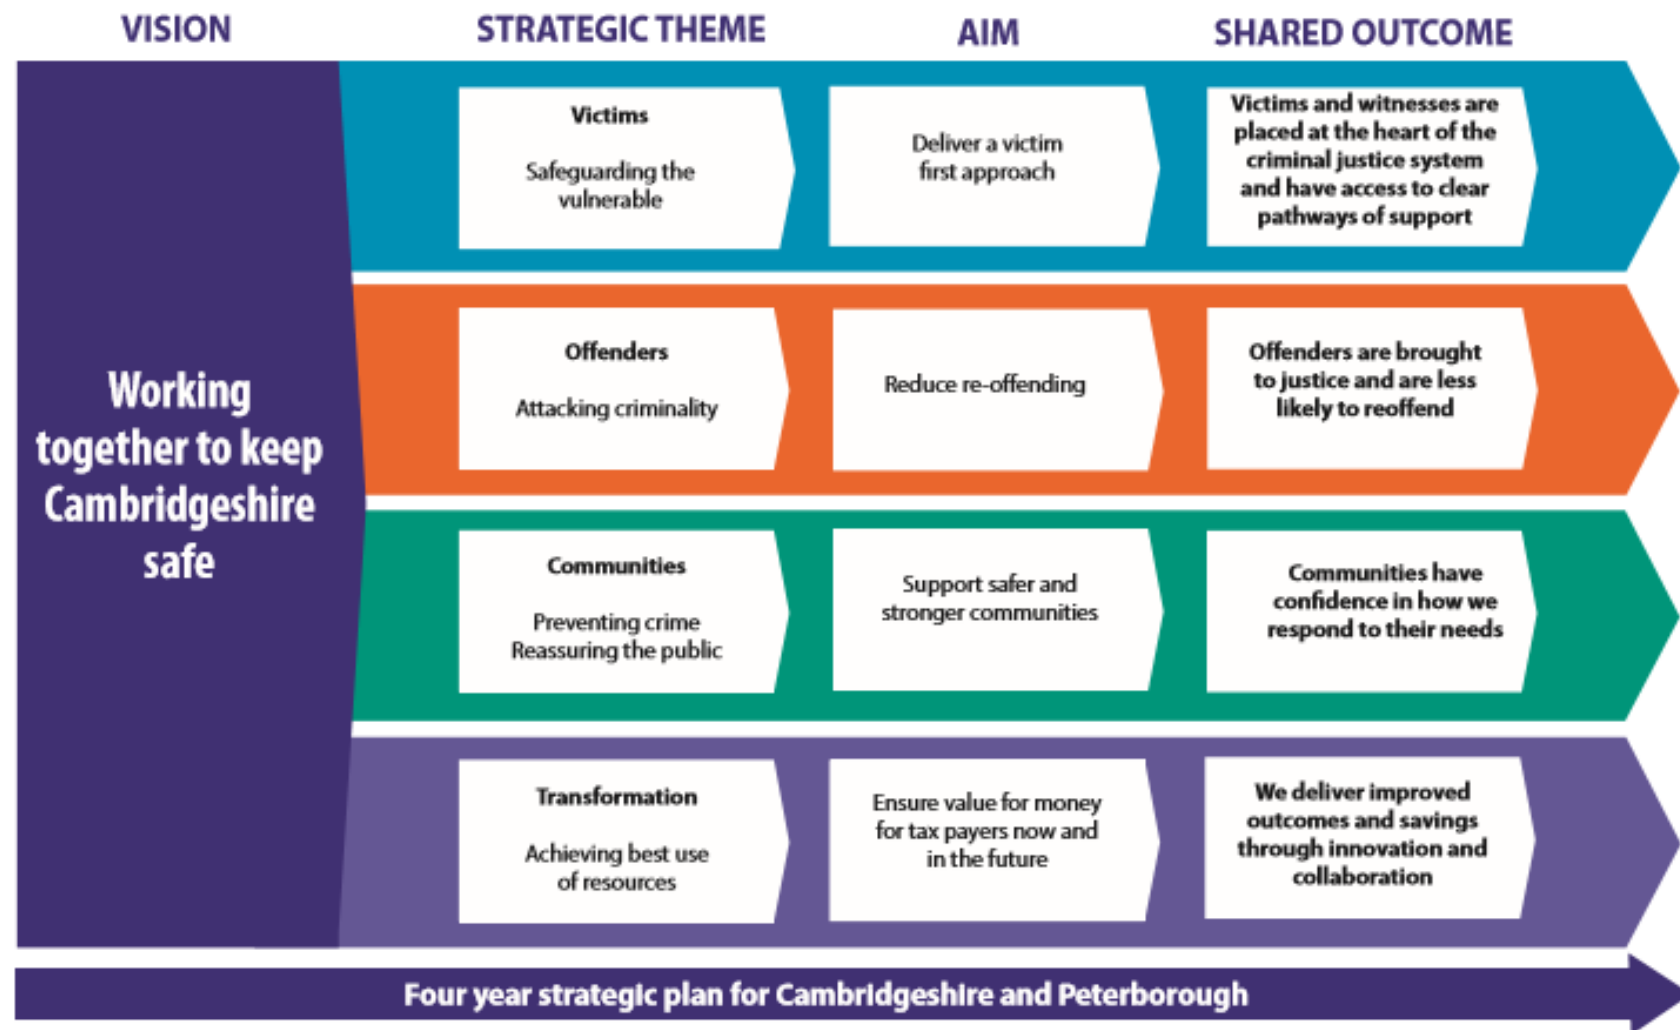 VISION
STRATEGIC THEME
AIM
SHARED OUTCOME
Working
together to keep
Cambridgeshire
safe
Victims
Safeguarding the
vulnerable
Deliver a victim
first approach
Victims and witnesses are
placed at the heart of the
criminal justice system
and have access to clear
pathways of support
Offenders
Attacking criminality
Reduce re-offending
Offenders are brought
to justice and are less
likely to reoffend
Communities
Preventing crime
Reassuring the public
Support safer and
stronger communities
Communities have
confidence in how we
respond to their needs
Transformation
Achieving best use
of resources
Ensure value for money
for tax payers now and
in the future
We deliver improved
outcomes and savings
through innovation and
collaboration
Four year strategic plan for Cambridgeshire and Peterborough